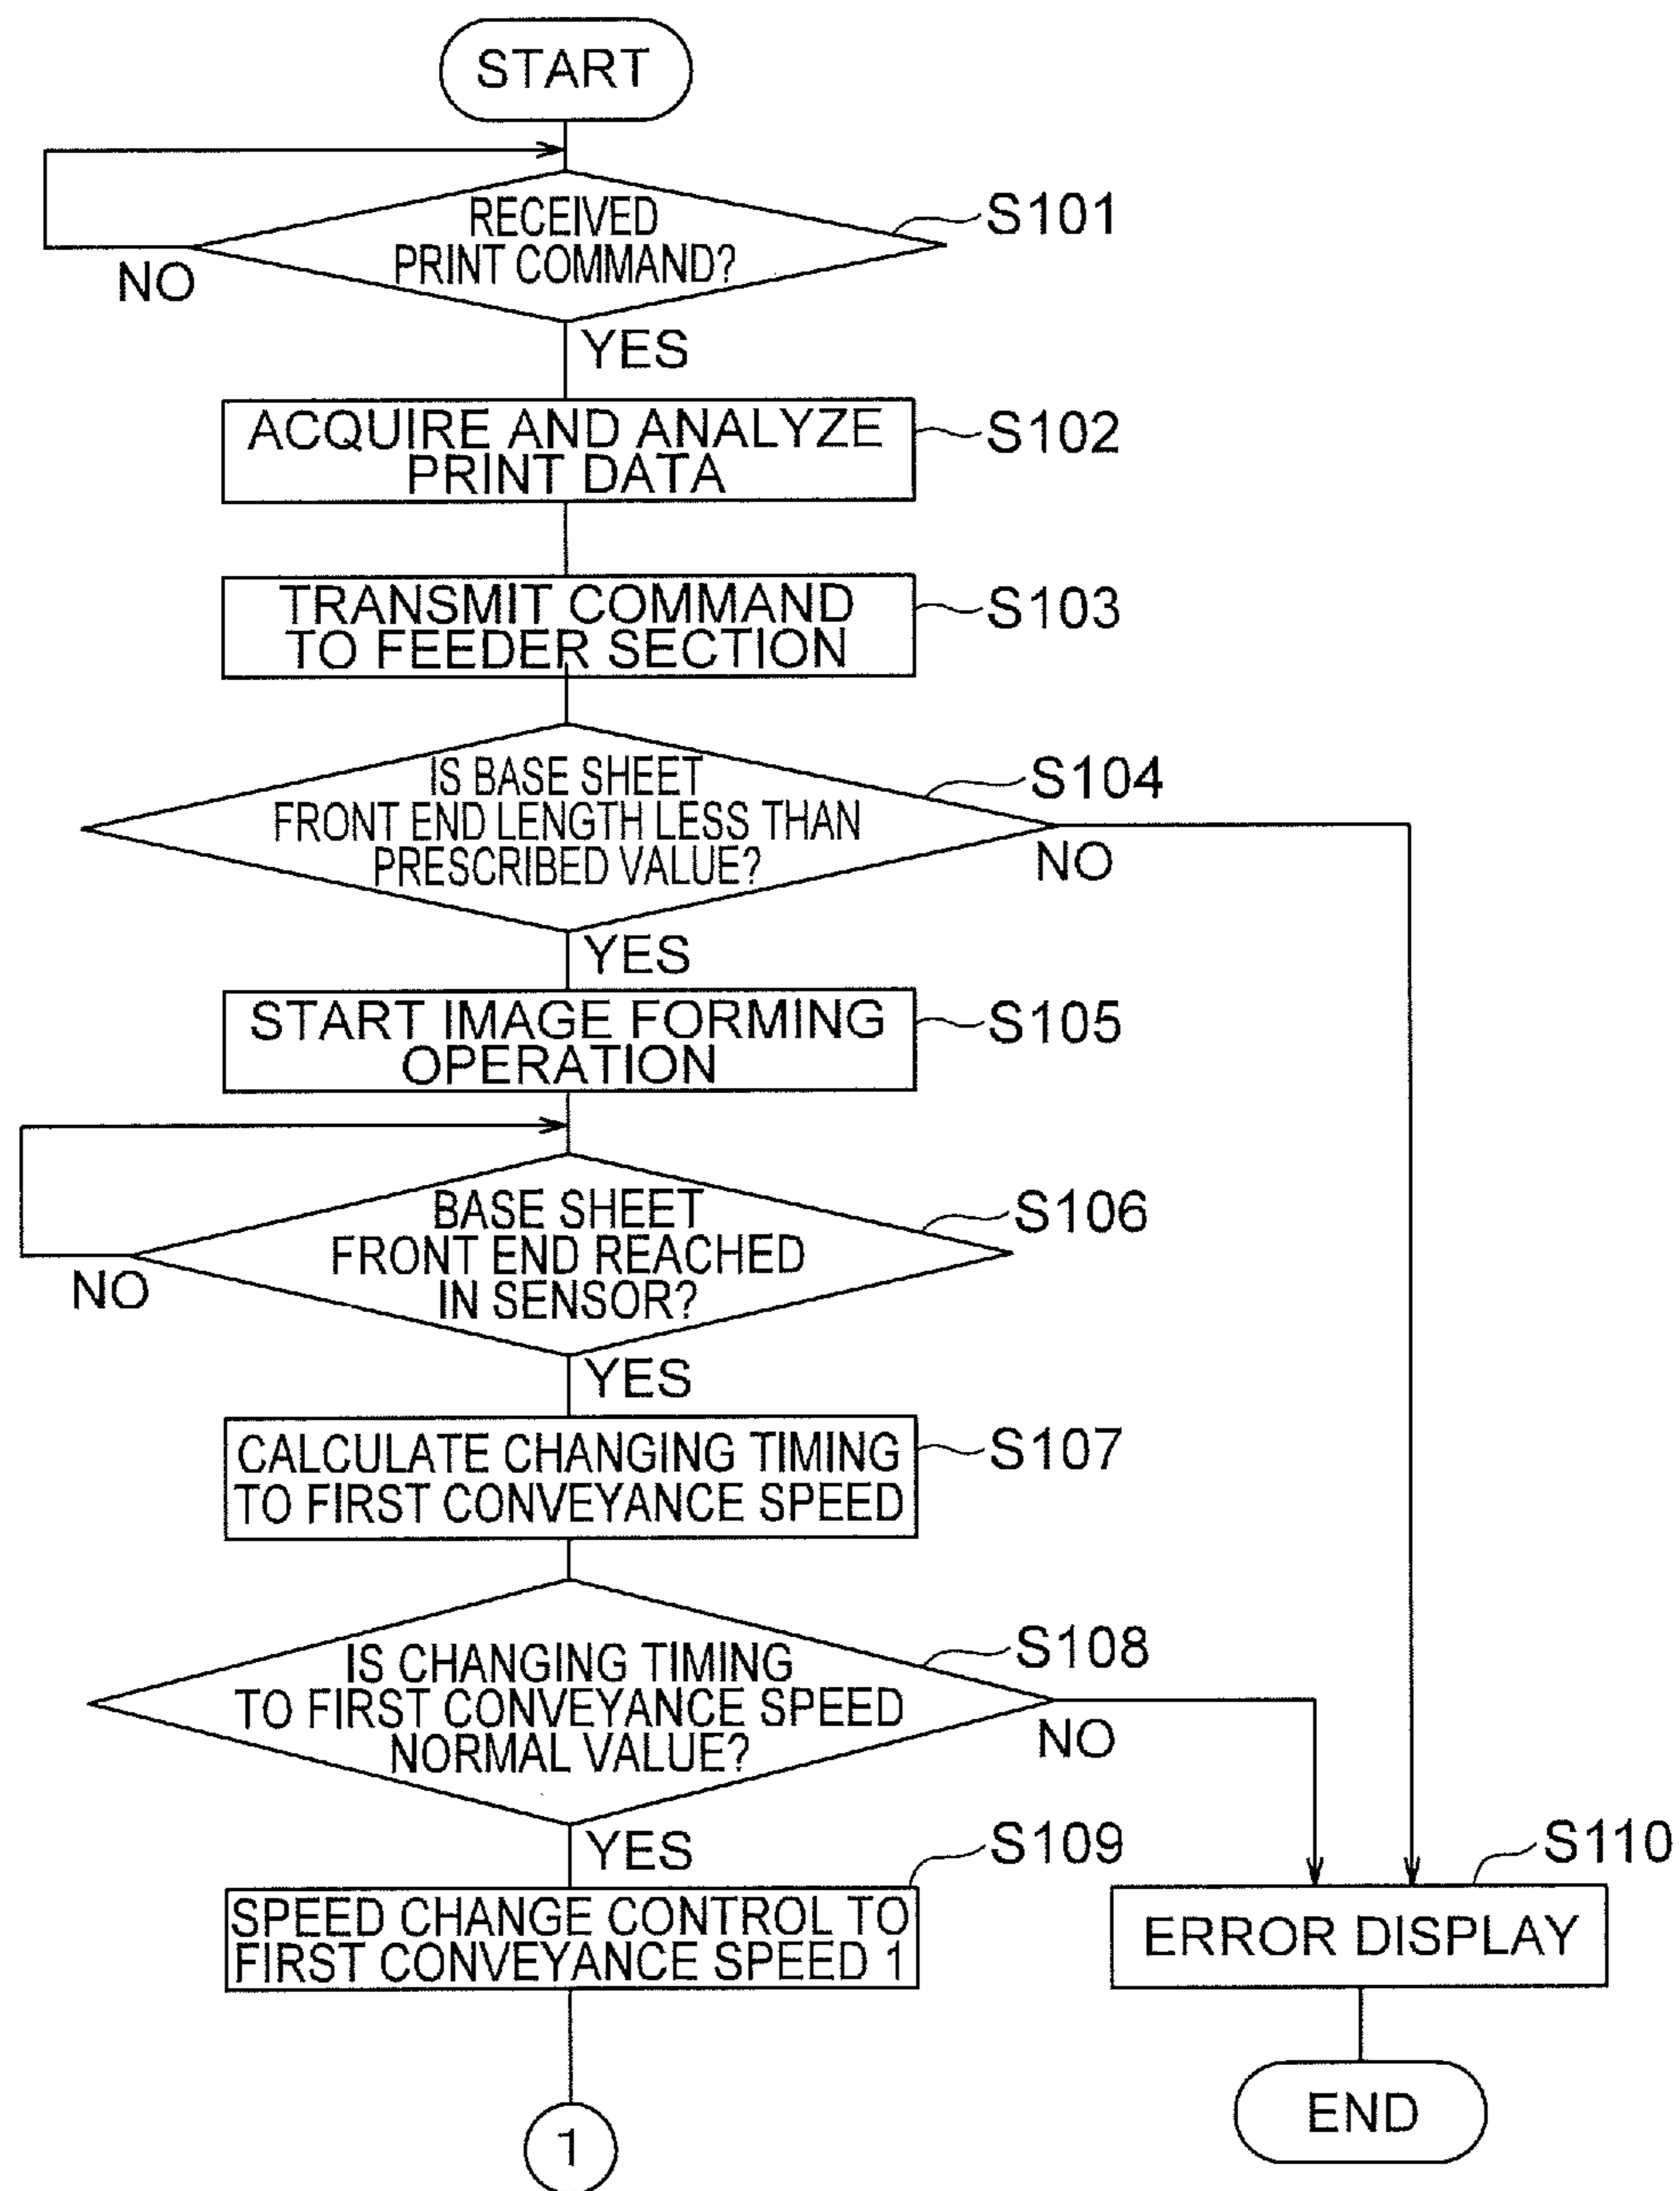 START
RECEIVED
PRINT COMMAND?
S101
NO
YES
ACQUIRE AND ANALYZE
PRINT DATA
S102
TRANSMIT COMMAND
TO FEEDER SECTION
S103
IS BASE SHEET
FRONT END LENGTH LESS THAN
PRESCRIBED VALUE?
S104
NO
YES
START IMAGE FORMING
OPERATION
S105
BASE SHEET
FRONT END REACHED
IN SENSOR?
S106
NO
YES
CALCULATE CHANGING TIMING
TO FIRST CONVEYANCE SPEED
S107
IS CHANGING TIMING
TO FIRST CONVEYANCE SPEED
NORMAL VALUE?
S108
NO
YES
SPEED CHANGE CONTROL TO
FIRST CONVEYANCE SPEED 1
S109
ERROR DISPLAY
S110
1
END